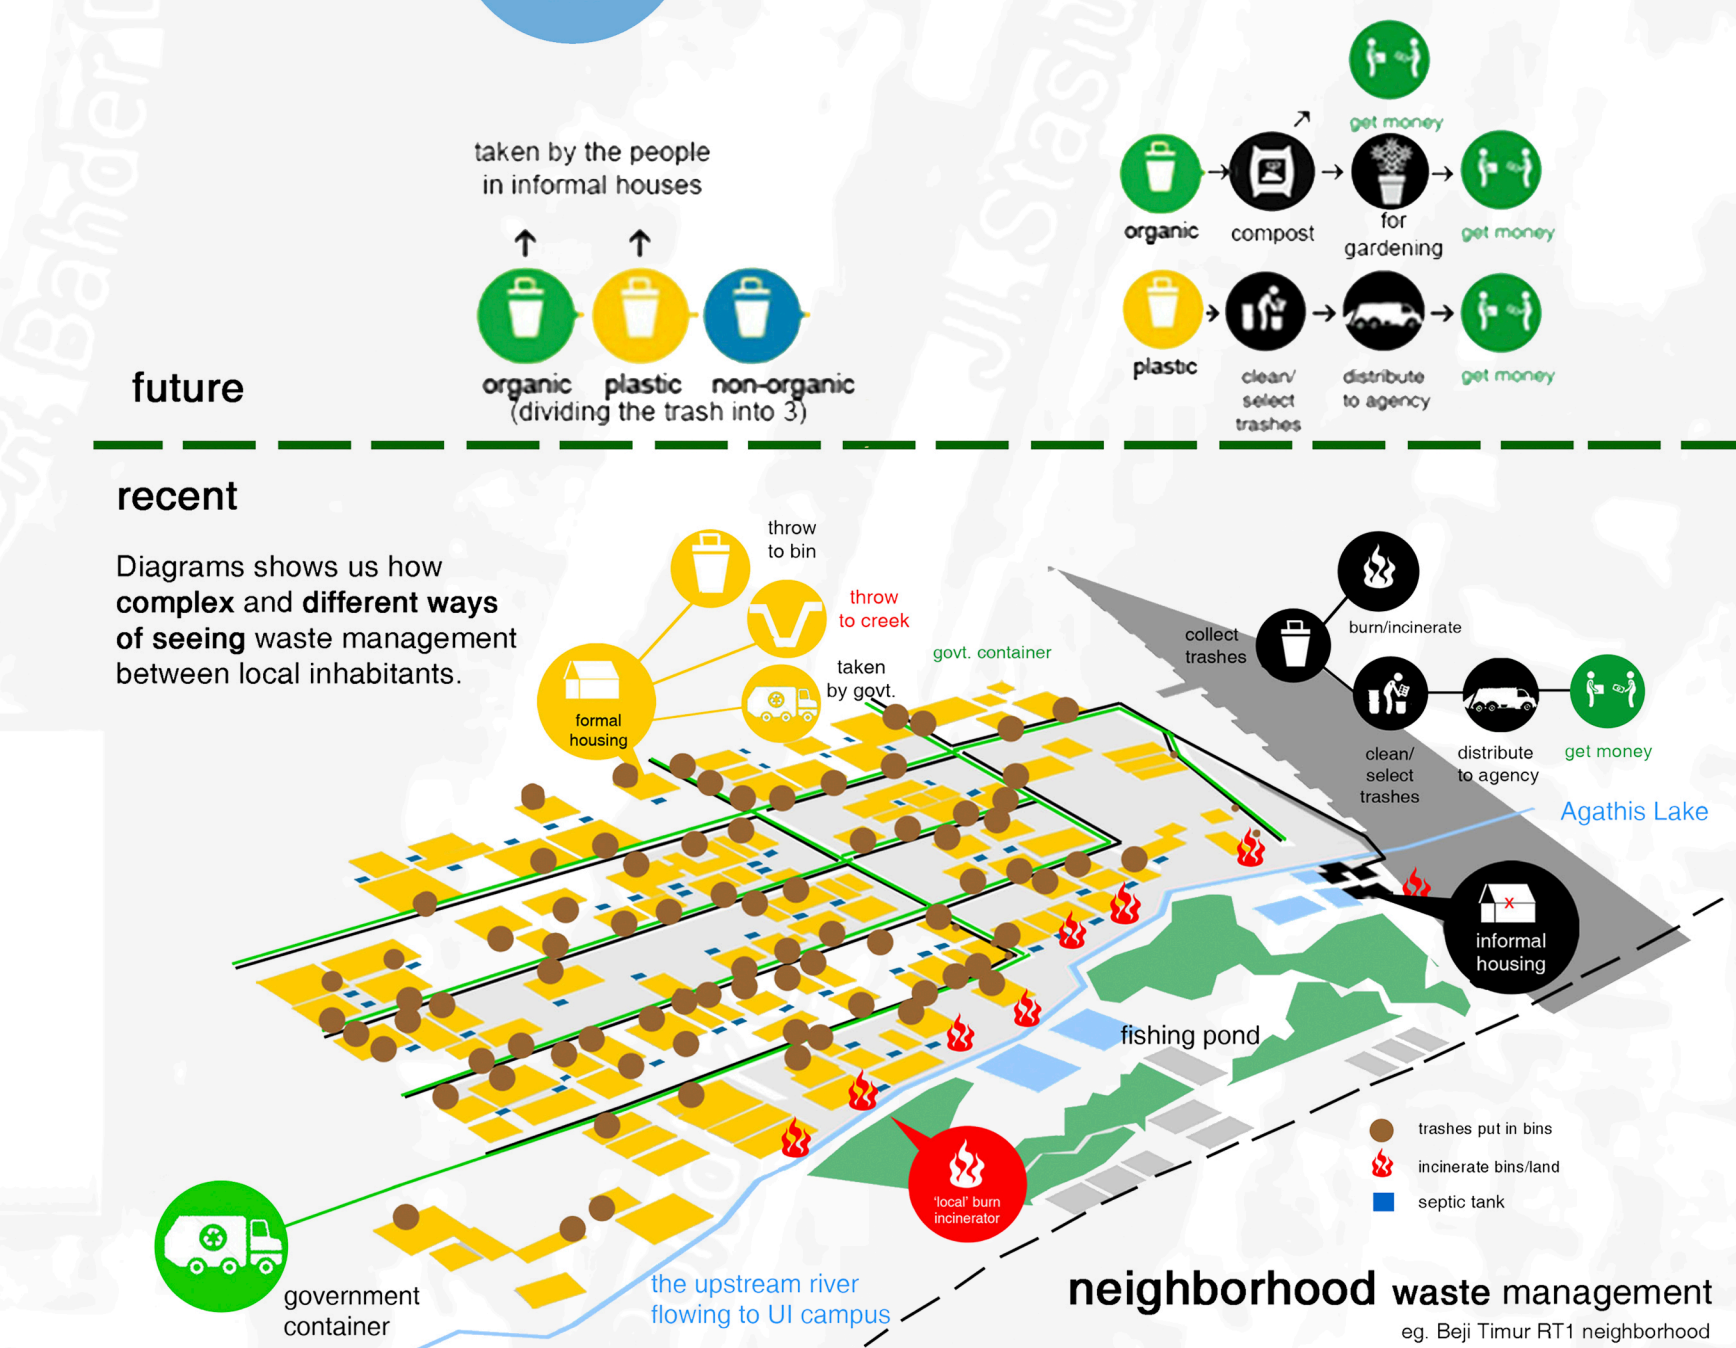 get money
taken by the people
in informal houses
organic
compost
for
gardening
get money
organic
plastic
non-organic
(dividing the trash into 3)
plastic
clean/
select
trashes
distribute
to agency
get money
future
recent
Diagrams shows us how
complex and different ways
of seeing waste management
between local inhabitants.
throw
to bin
throw
to creek
taken
by govt.
formal
housing
govt. container
collect
trashes
burn/incinerate
clean/
select
trashes
distribute
to agency
get money
Agathis Lake
x
informal
housing
fishing pond
'local' burn
incinerator
trashes put in bins
incinerate bins/land
septic tank
government
container
the upstream river
flowing to UI campus
neighborhood waste management
eg. Beji Timur RT1 neighborhood
Bahder
Jl. Stasiu